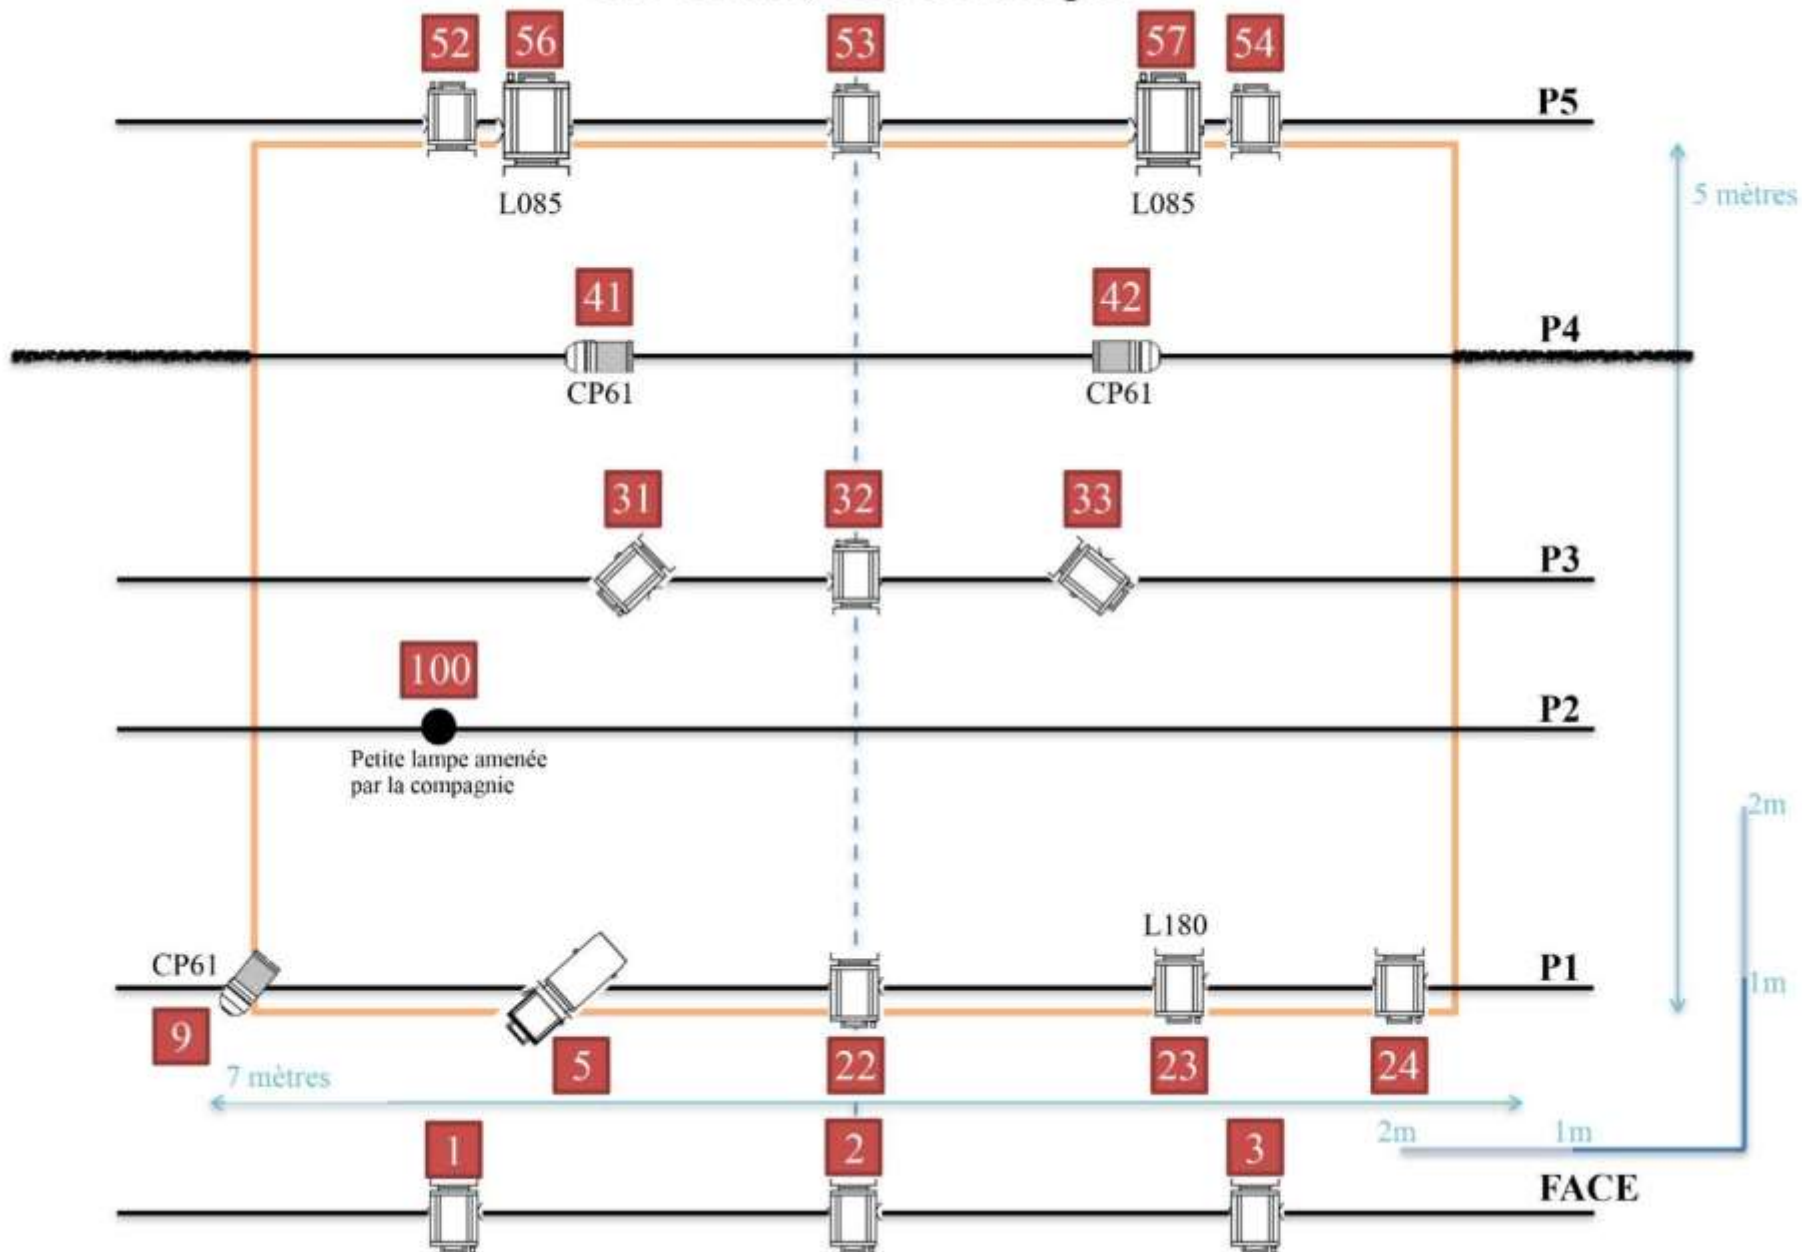 52 56 53 57 54
P5
L085 L085
5 mètres
41 42
P4
CP61 CP61
31 32 33
P3
100
P2
Petite lampe amenée
par la compagnie
2m
L180
CP61
P1
1m
9 5 22 23 24
7 mètres
2m 1m
1 2 3
FACE